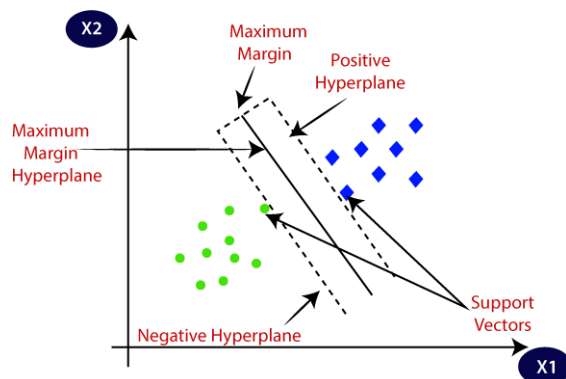 X2
Maximum
Margin
Positive
Hyperplane
Maximum
Margin
Hyperplane
Support
Vectors
Negative Hyperplane
X1